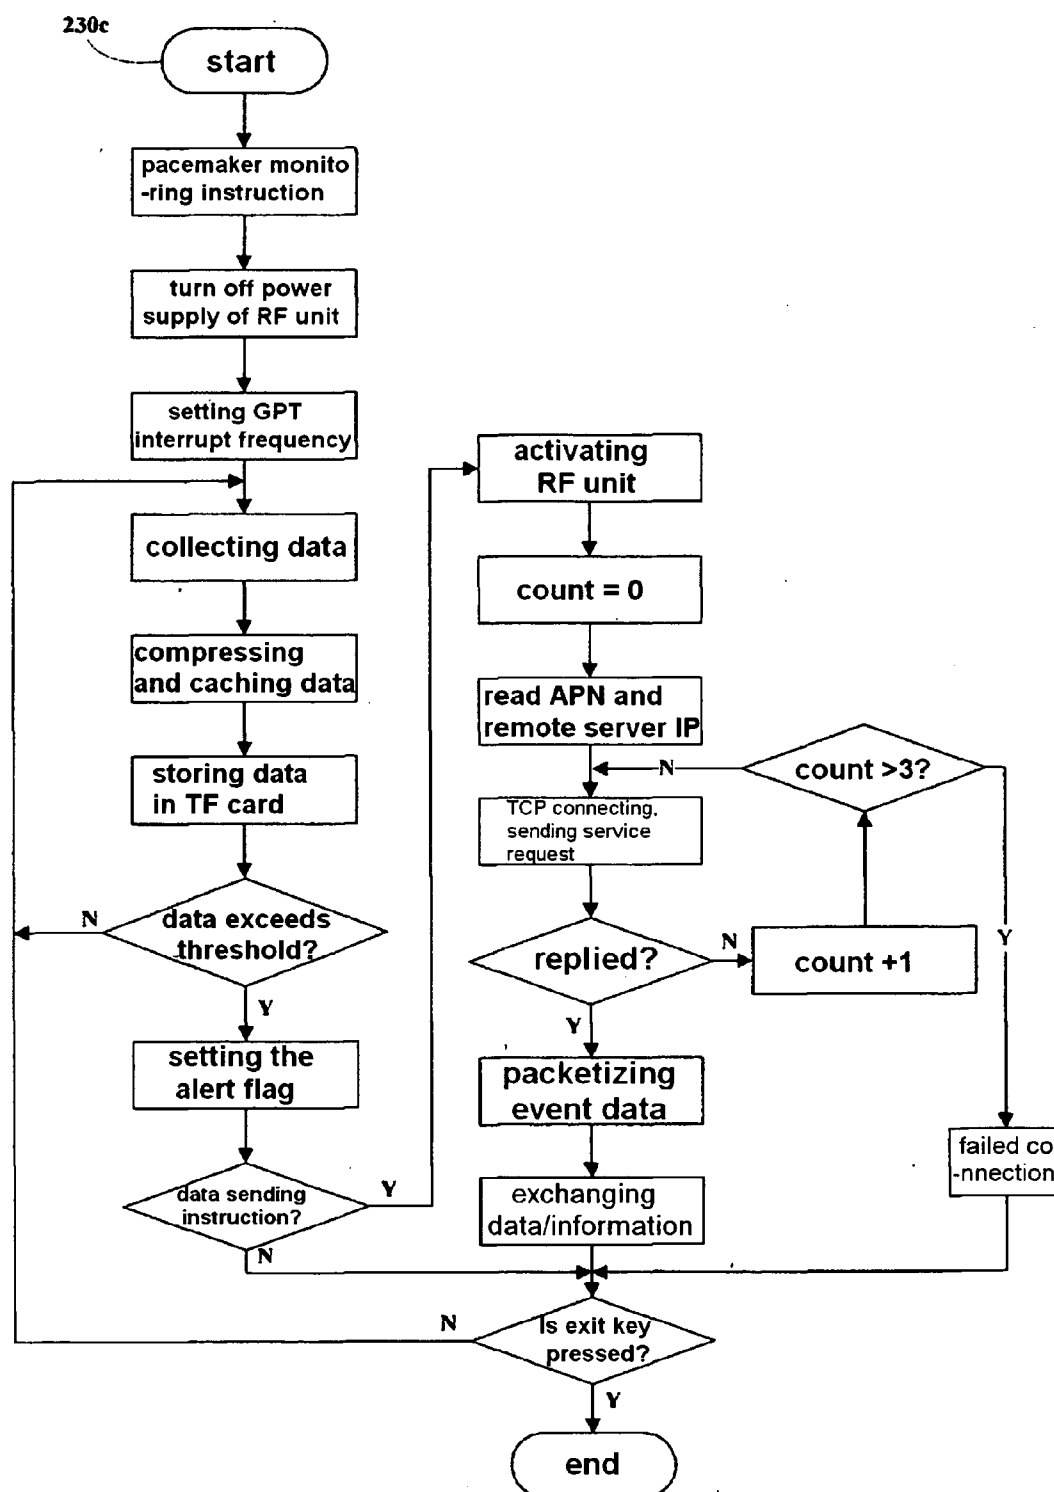 230c
start
pacemaker monito
-ring instruction
turn off power
supply of RF unit
setting GPT
interrupt frequency
collecting data
compressing
and caching data
storing data
in TF card
data exceeds
threshold?
N
Y
setting the
alert flag
data sending
instruction?
Y
N
activating
RF unit
count = 0
read APN and
remote server IP
N
count >3?
TCP connecting,
sending service
request
replied?
N
count +1
Y
Y
packetizing
event data
failed co
-nnection
exchanging
data/information
N
Is exit key
pressed?
Y
end